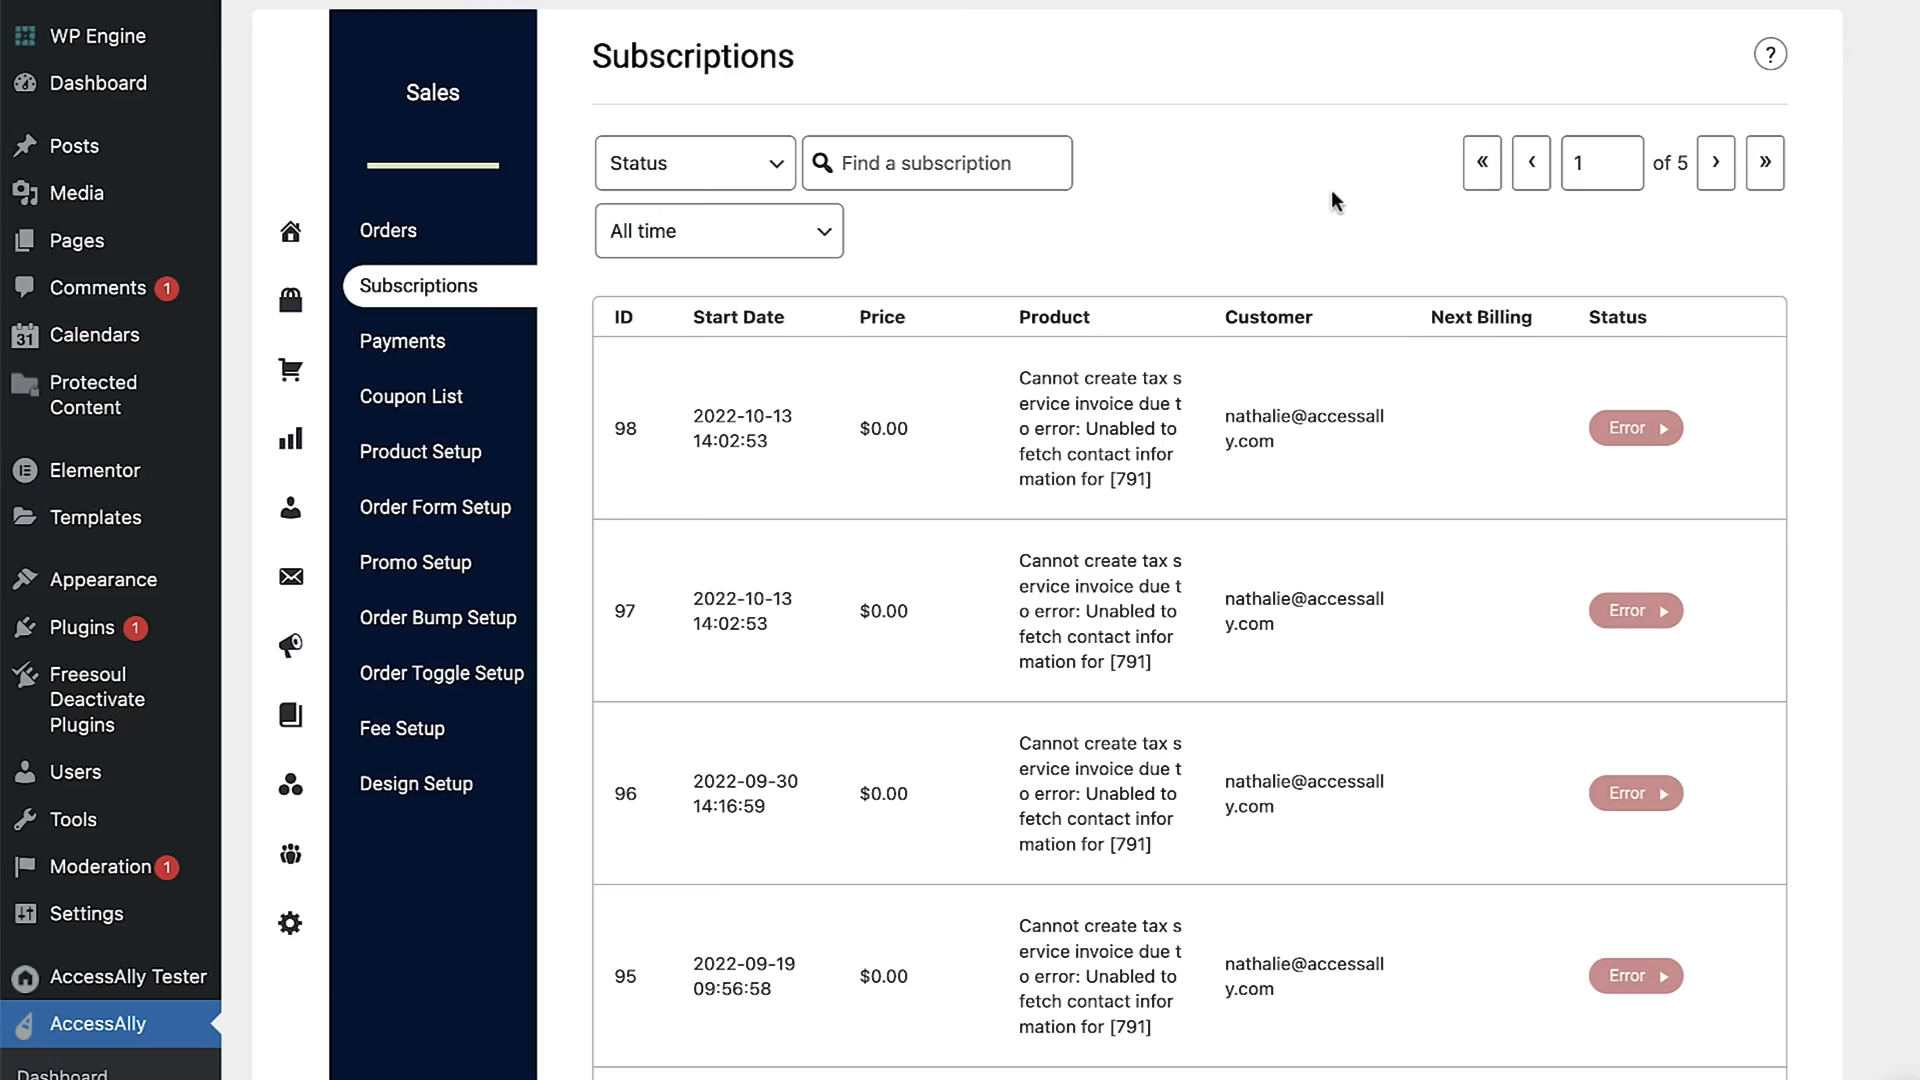 WP Engine
Dashboard
Posts
Media
Pages
Comments 1
31 Calendars
Protected
Content
Elementor
Templates
Appearance
Plugins 1
Freesoul
Deactivate
Plugins
Users
Tools
Moderation 1
Settings
AccessAlly Tester
AccessAlly
Dashboard
Sales
Orders
Subscriptions
Payments
Coupon List
Product Setup
Order Form Setup
Promo Setup
Order Bump Setup
Order Toggle Setup
Fee Setup
Design Setup
Subscriptions ?
Status Find a subscription « ‹ 1 of 5 › »
All time
ID Start Date Price Product Customer Next Billing Status
98
2022-10-13
14:02:53
$0.00
Cannot create tax s
ervice invoice due t
o error: Unabled to
fetch contact infor
mation for [791]
nathalie@accessall
y.com
Error
97
2022-10-13
14:02:53
$0.00
Cannot create tax s
ervice invoice due t
o error: Unabled to
fetch contact infor
mation for [791]
nathalie@accessall
y.com
Error
96
2022-09-30
14:16:59
$0.00
Cannot create tax s
ervice invoice due t
o error: Unabled to
fetch contact infor
mation for [791]
nathalie@accessall
y.com
Error
95
2022-09-19
09:56:58
$0.00
Cannot create tax s
ervice invoice due t
o error: Unabled to
fetch contact infor
mation for [791]
nathalie@accessall
y.com
Error